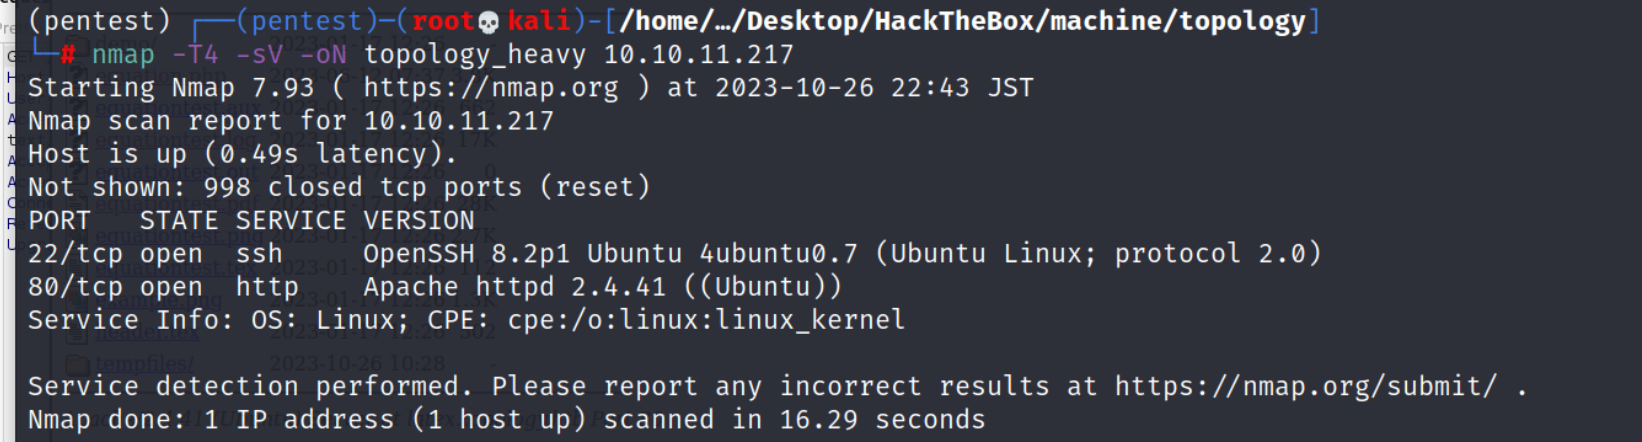 (pentest) ┌──(pentest)─(root💀kali)-[/home/…/Desktop/HackTheBox/machine/topology]
└─# nmap -T4 -sV -oN topology_heavy 10.10.11.217
Starting Nmap 7.93 ( https://nmap.org ) at 2023-10-26 22:43 JST
Nmap scan report for 10.10.11.217
Host is up (0.49s latency).
Not shown: 998 closed tcp ports (reset)
PORT   STATE SERVICE VERSION
22/tcp open  ssh     OpenSSH 8.2p1 Ubuntu 4ubuntu0.7 (Ubuntu Linux; protocol 2.0)
80/tcp open  http    Apache httpd 2.4.41 ((Ubuntu))
Service Info: OS: Linux; CPE: cpe:/o:linux:linux_kernel
tempfiles/ 2023-10-26 10:28 -
Service detection performed. Please report any incorrect results at https://nmap.org/submit/ .
Nmap done: 1 IP address (1 host up) scanned in 16.29 seconds